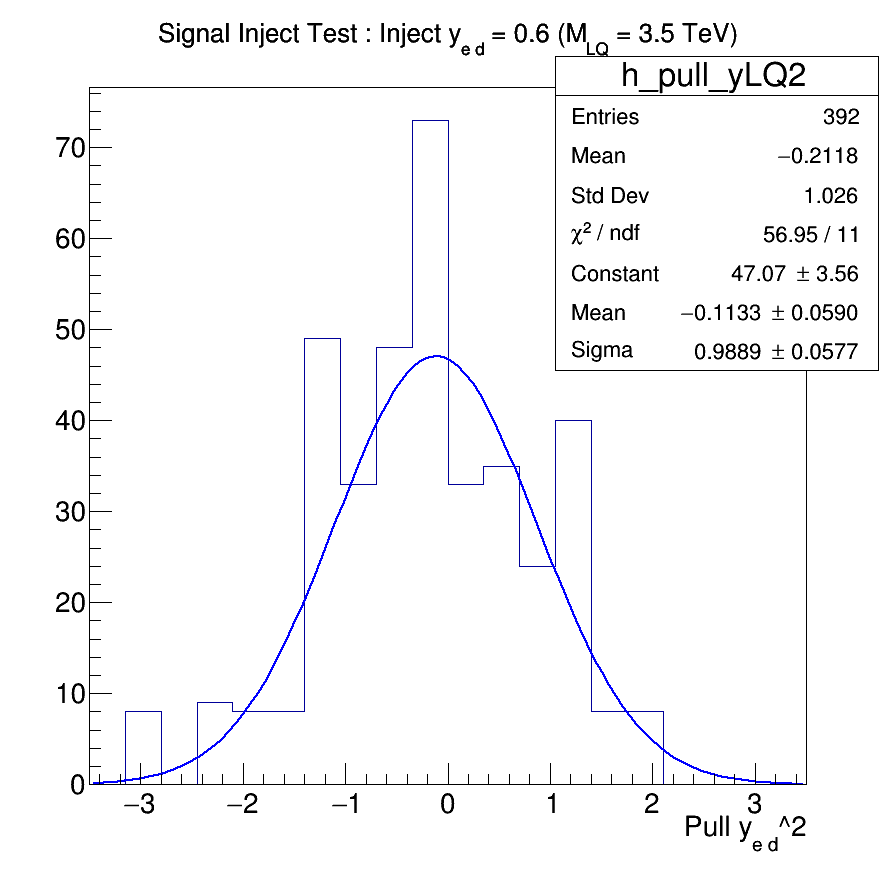 Signal Inject Test : Inject y_{e d} = 0.6 (M_{LQ} = 3.5 TeV)
h_pull_yLQ2
Entries 392
Mean −0.2118
Std Dev 1.026
χ² / ndf 56.95 / 11
Constant 47.07 ± 3.56
Mean −0.1133 ± 0.0590
Sigma 0.9889 ± 0.0577
70
60
50
40
30
20
10
0
−3 −2 −1 0 1 2 3
Pull y_{e d}^2